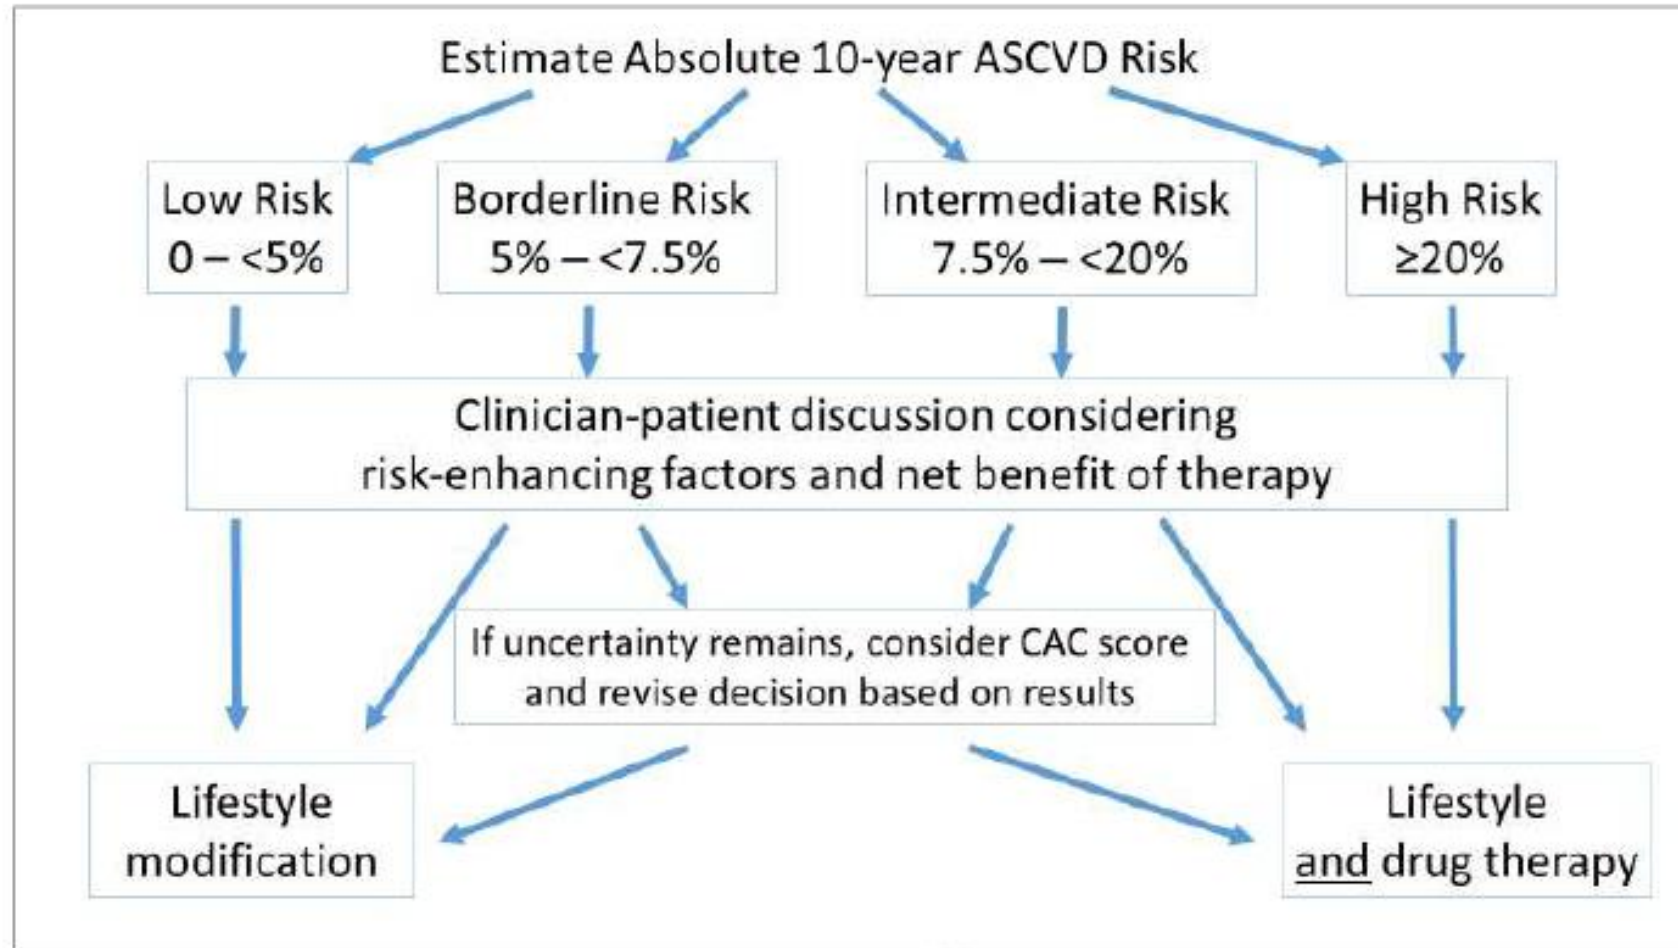 Estimate Absolute 10-year ASCVD Risk
Low Risk
0 – <5%
Borderline Risk
5% – <7.5%
Intermediate Risk
7.5% – <20%
High Risk
≥20%
Clinician-patient discussion considering
risk-enhancing factors and net benefit of therapy
If uncertainty remains, consider CAC score
and revise decision based on results
Lifestyle
modification
Lifestyle
and drug therapy